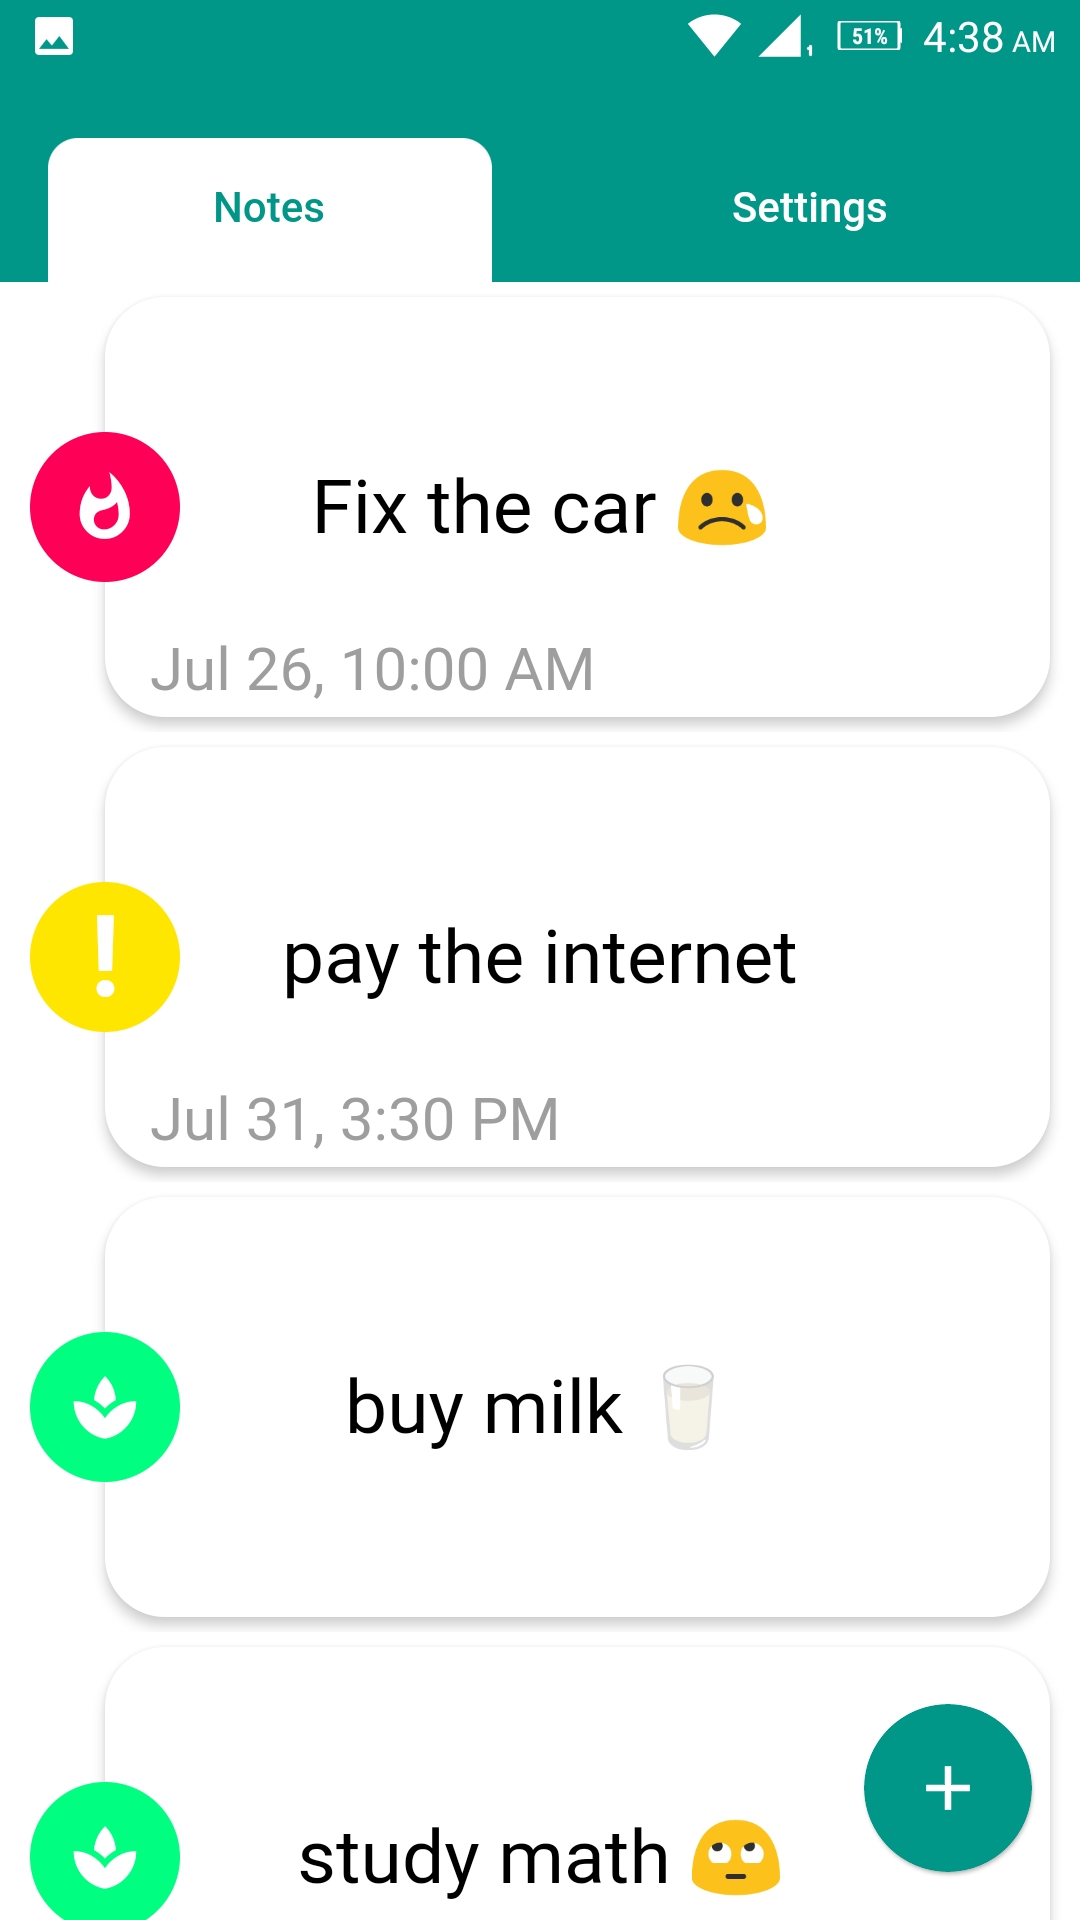 51% 4:38 AM
Notes Settings
Fix the car 😢
Jul 26, 10:00 AM
pay the internet
Jul 31, 3:30 PM
buy milk 🥛
study math 🙄